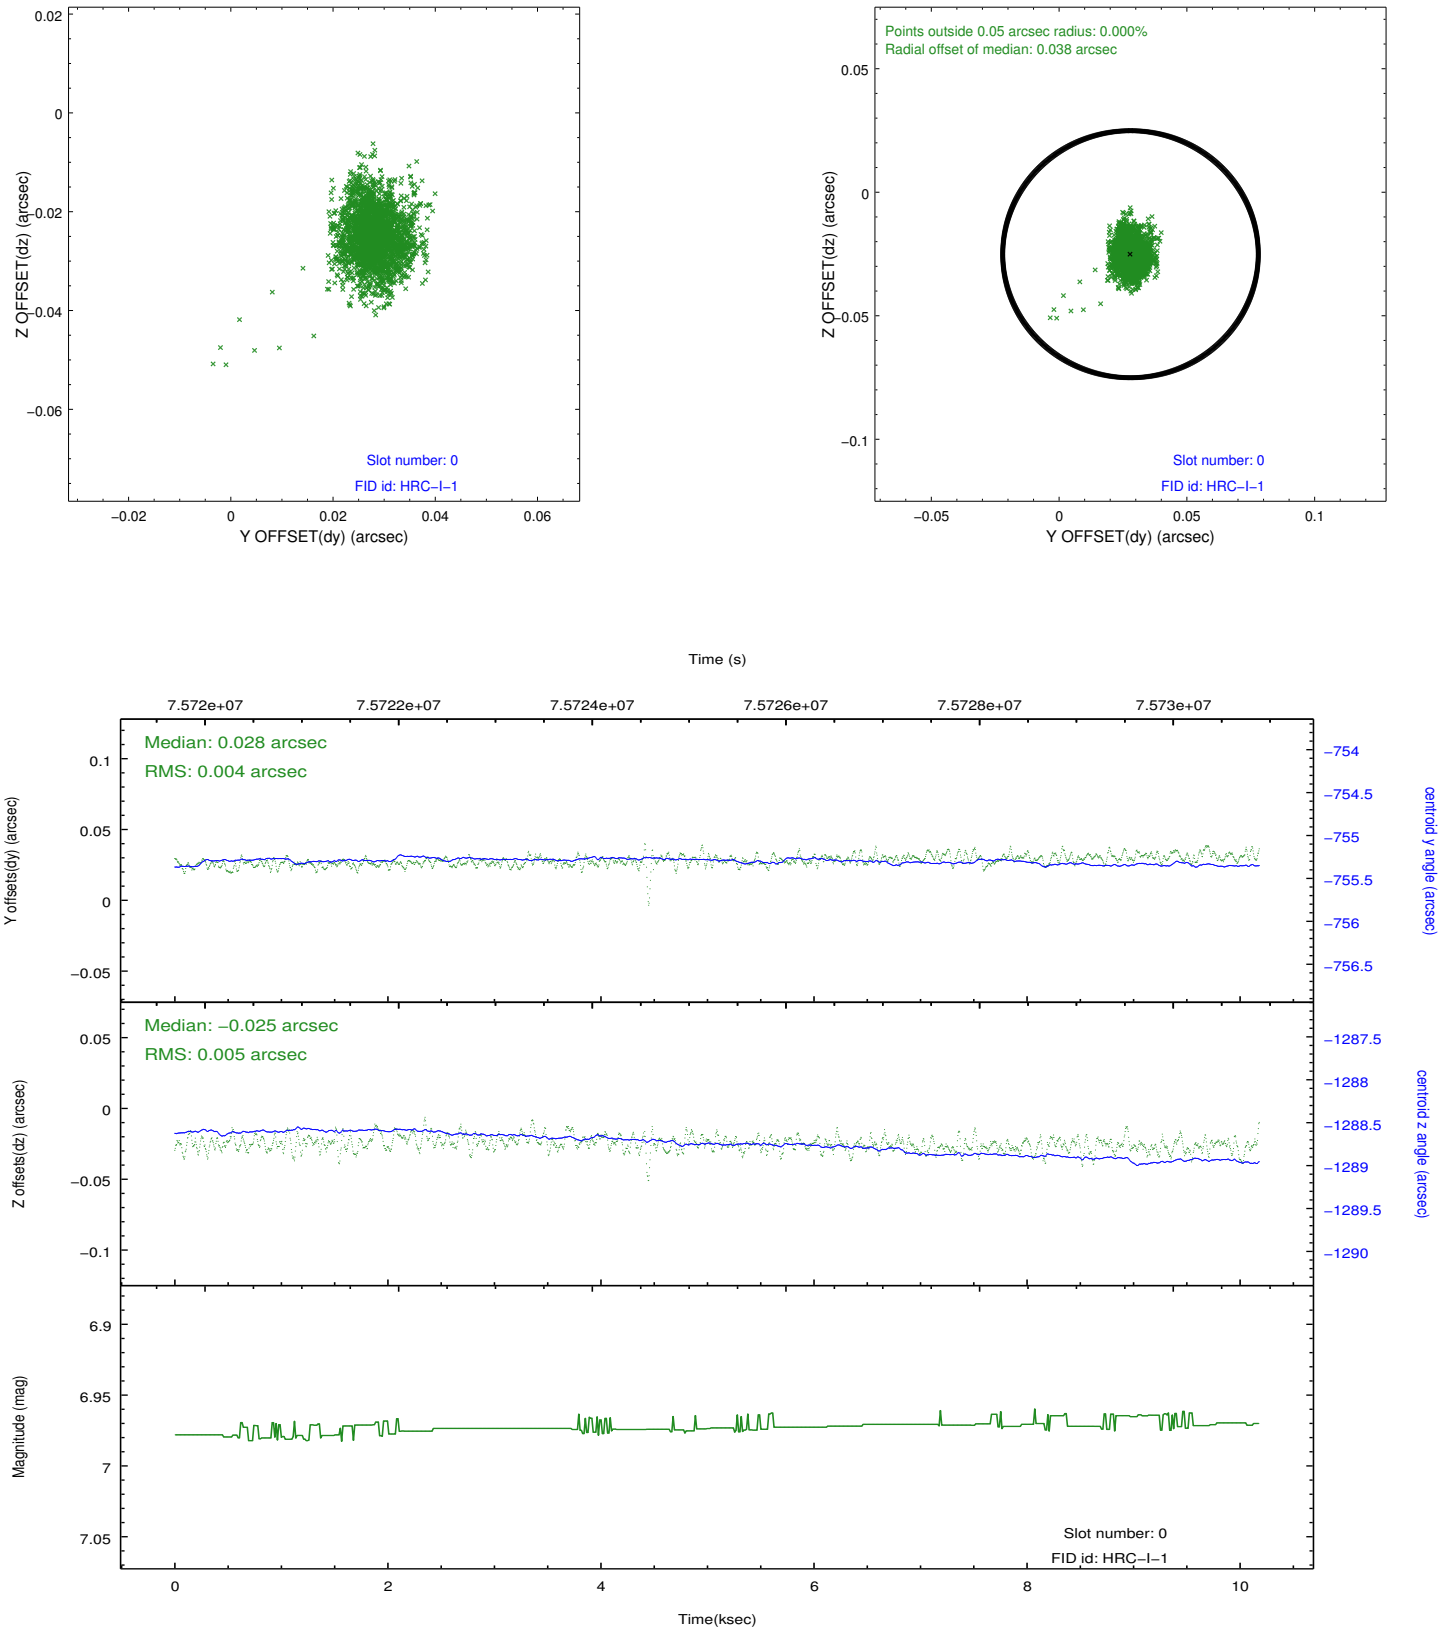 0.02
0
−0.02
−0.04
−0.06
Z OFFSET(dz) (arcsec)
Slot number: 0
FID id: HRC−I−1
−0.02 0 0.02 0.04 0.06
Y OFFSET(dy) (arcsec)
Points outside 0.05 arcsec radius: 0.000%
Radial offset of median: 0.038 arcsec
0.05
0
−0.05
−0.1
Z OFFSET(dz) (arcsec)
Slot number: 0
FID id: HRC−I−1
−0.05 0 0.05 0.1
Y OFFSET(dy) (arcsec)
Time (s)
7.572e+07 7.5722e+07 7.5724e+07 7.5726e+07 7.5728e+07 7.573e+07
Median: 0.028 arcsec
RMS: 0.004 arcsec
0.1
0.05
0
−0.05
Y offsets(dy) (arcsec)
−754
−754.5
−755
−755.5
−756
−756.5
centroid y angle (arcsec)
Median: −0.025 arcsec
RMS: 0.005 arcsec
0.05
0
−0.05
−0.1
Z offsets(dz) (arcsec)
−1287.5
−1288
−1288.5
−1289
−1289.5
−1290
centroid z angle (arcsec)
6.9
6.95
7
7.05
Magnitude (mag)
Slot number: 0
FID id: HRC−I−1
0 2 4 6 8 10
Time(ksec)